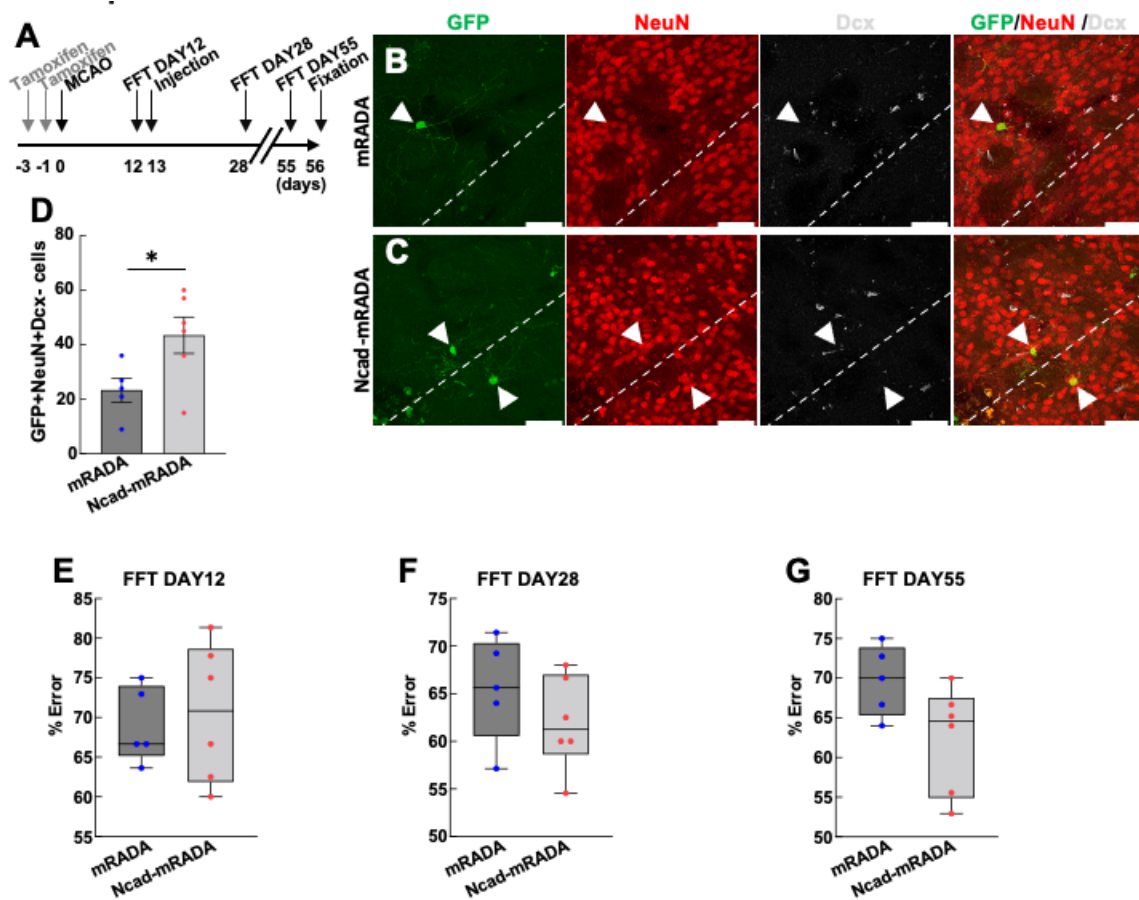 A
Tamoxifen
Tamoxifen
MCAO
FFT DAY12
Injection
FFT DAY28
FFT DAY55
Fixation
-3 -1 0 12 13 28 55 56
(days)
GFP NeuN Dcx GFP/NeuN /Dcx
B
mRADA
C
Ncad-mRADA
D
GFP+NeuN+Dcx- cells
80
60
40
20
0
*
mRADA
Ncad-mRADA
E
FFT DAY12
% Error
85
80
75
70
65
60
55
mRADA
Ncad-mRADA
F
FFT DAY28
% Error
75
70
65
60
55
50
mRADA
Ncad-mRADA
G
FFT DAY55
% Error
80
75
70
65
60
55
50
mRADA
Ncad-mRADA